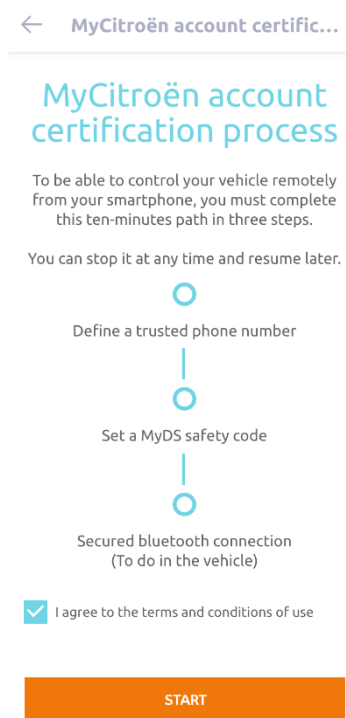 MyCitroën account certific...
MyCitroën account
certification process
To be able to control your vehicle remotely
from your smartphone, you must complete
this ten-minutes path in three steps.
You can stop it at any time and resume later.
Define a trusted phone number
Set a MyDS safety code
Secured bluetooth connection
(To do in the vehicle)
I agree to the terms and conditions of use
START